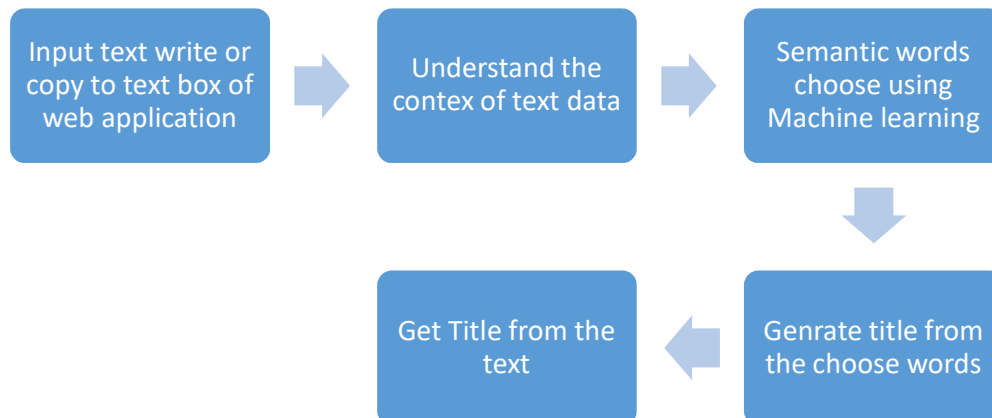 Input text write or
copy to text box of
web application
Understand the
contex of text data
Semantic words
choose using
Machine learning
Genrate title from
the choose words
Get Title from the
text